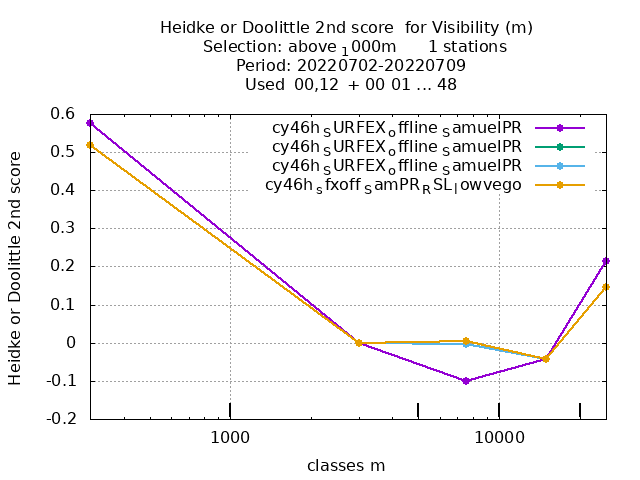 Heidke or Doolittle 2nd score  for Visibility (m)
Selection: above 1000m      1 stations
Period: 20220702-20220709
Used  00,12  + 00 01 ... 48
cy46h SURFEX offline SamuelPR
cy46h SURFEX offline SamuelPR
cy46h SURFEX offline SamuelPR
cy46h sfxoff SamPR RSL lowvego
Heidke or Doolittle 2nd score
0.6
0.5
0.4
0.3
0.2
0.1
0
-0.1
-0.2
1000 10000
classes m